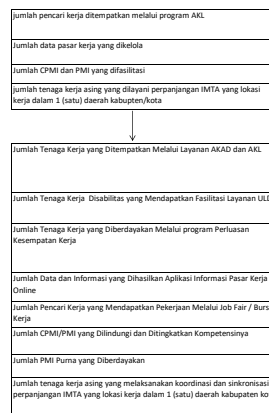 jumlah pencari kerja ditempatkan melalui program AKL
Jumlah data pasar kerja yang dikelola
Jumlah CPMI dan PMI yang difasilitasi
jumlah tenaga kerja asing yang dilayani perpanjangan IMTA yang lokasi
kerja dalam 1 (satu) daerah kabupten/kota
Jumlah Tenaga Kerja yang Ditempatkan Melalui Layanan AKAD dan AKL
Jumlah Tenaga Kerja  Disabilitas yang Mendapatkan Fasilitasi Layanan ULD
Jumlah Tenaga Kerja yang Diberdayakan Melalui program Perluasan
Kesempatan Kerja
Jumlah Data dan Informasi yang Dihasilkan Aplikasi Informasi Pasar Kerja
Online
Jumlah Pencari Kerja yang Mendapatkan Pekerjaan Melalui Job Fair / Burs
Kerja
Jumlah CPMI/PMI yang Dilindungi dan Ditingkatkan Kompetensinya
Jumlah PMI Purna yang Diberdayakan
Jumlah tenaga kerja asing yang melaksanakan koordinasi dan sinkronisasi
perpanjangan IMTA yang lokasi kerja dalam 1 (satu) daerah kabupaten ko